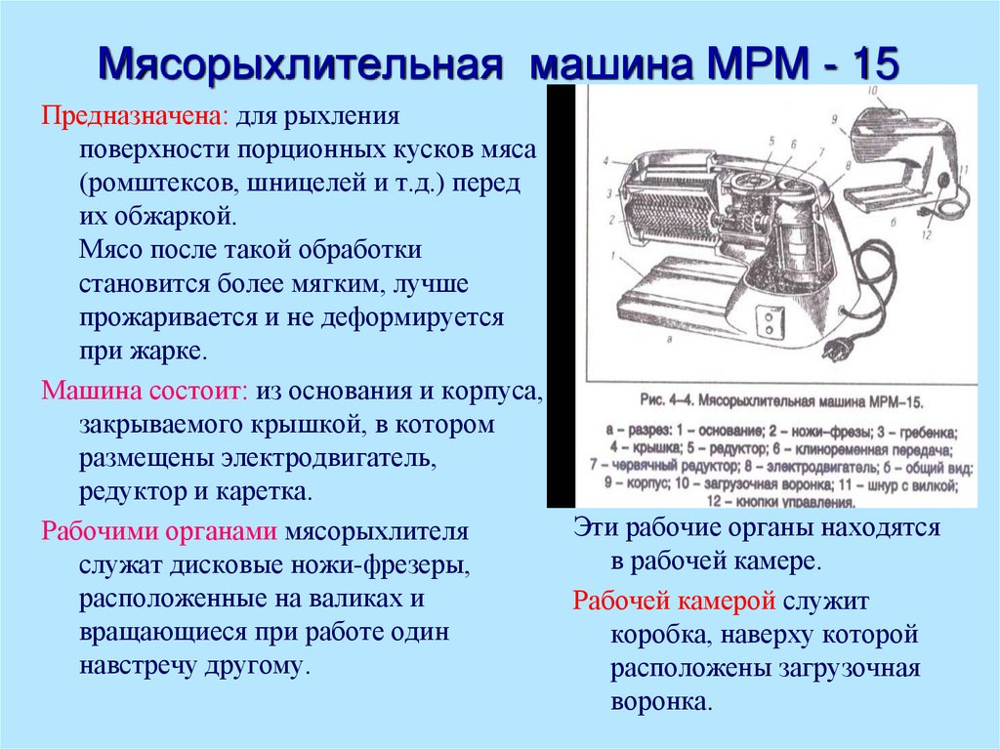 Мясорыхлительная машина МРМ - 15
Предназначена: для рыхления
поверхности порционных кусков мяса
(ромштексов, шницелей и т.д.) перед
их обжаркой.
Мясо после такой обработки
становится более мягким, лучше
прожаривается и не деформируется
при жарке.
Машина состоит: из основания и корпуса,
закрываемого крышкой, в котором
размещены электродвигатель,
редуктор и каретка.
Рабочими органами мясорыхлителя
служат дисковые ножи-фрезеры,
расположенные на валиках и
вращающиеся при работе один
навстречу другому.
10
9
5 6
7
4
8
11
3
2
б
12
1
а
Рис. 4–4. Мясорыхлительная машина МРМ–15.
а – разрез: 1 – основание; 2 – ножи–фрезы; 3 – гребенка;
4 – крышка; 5 – редуктор; 6 – клиноременная передача;
7 – червячный редуктор; 8 – электродвигатель; б – общий вид:
9 – корпус; 10 – загрузочная воронка; 11 – шнур с вилкой;
12 – кнопки управления.
Эти рабочие органы находятся
в рабочей камере.
Рабочей камерой служит
коробка, наверху которой
расположены загрузочная
воронка.